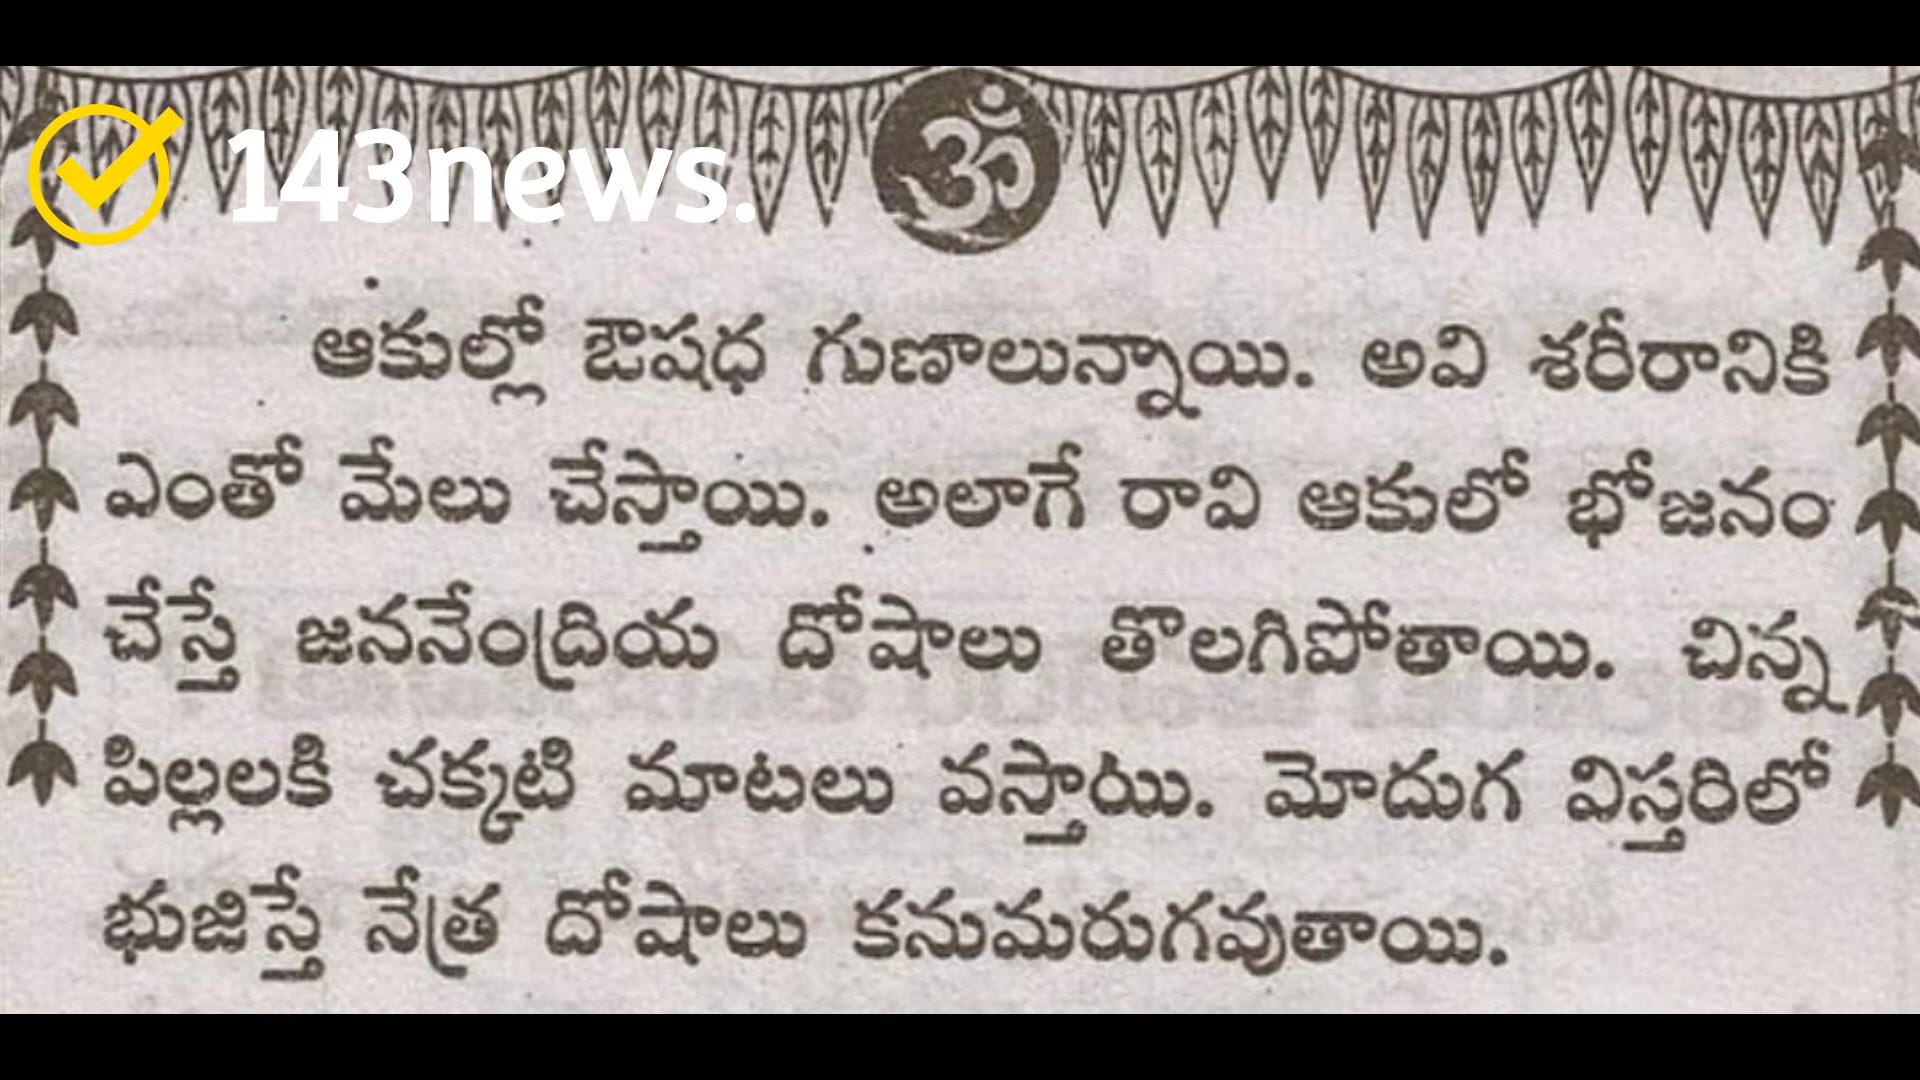 143news.
ॐ
ఆకుల్లో ఔషధ గుణాలున్నాయి. అవి శరీరానికి
ఎంతో మేలు చేస్తాయి. అలాగే రావి ఆకులో భోజనం
చేస్తే జననేంద్రియ దోషాలు తొలగిపోతాయి. చిన్న
పిల్లలకి చక్కటి మాటలు వస్తాయి. మోదుగ విస్తరిలో
భుజిస్తే నేత్ర దోషాలు కనుమరుగవుతాయి.